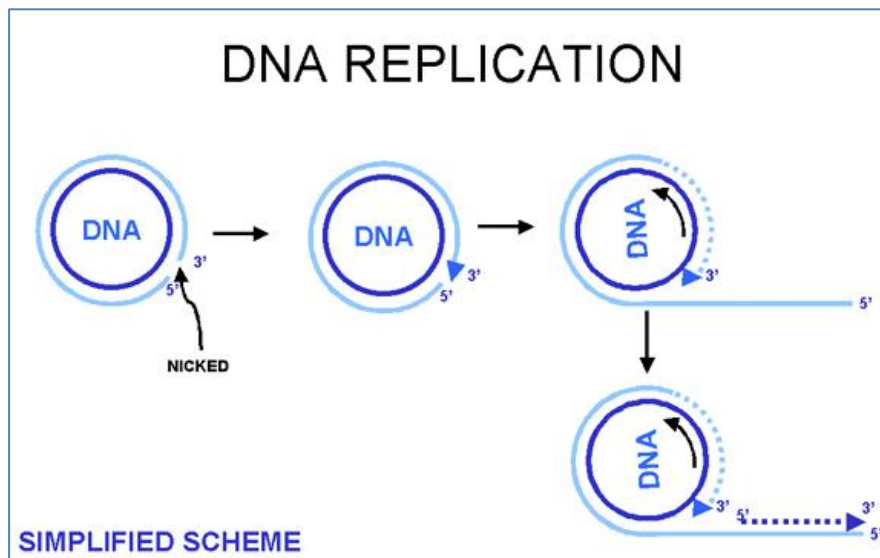 DNA REPLICATION
DNA
3'
5'
NICKED
DNA
3'
5'
DNA
3'
5'
DNA
3'
5'
3'
5'
SIMPLIFIED SCHEME